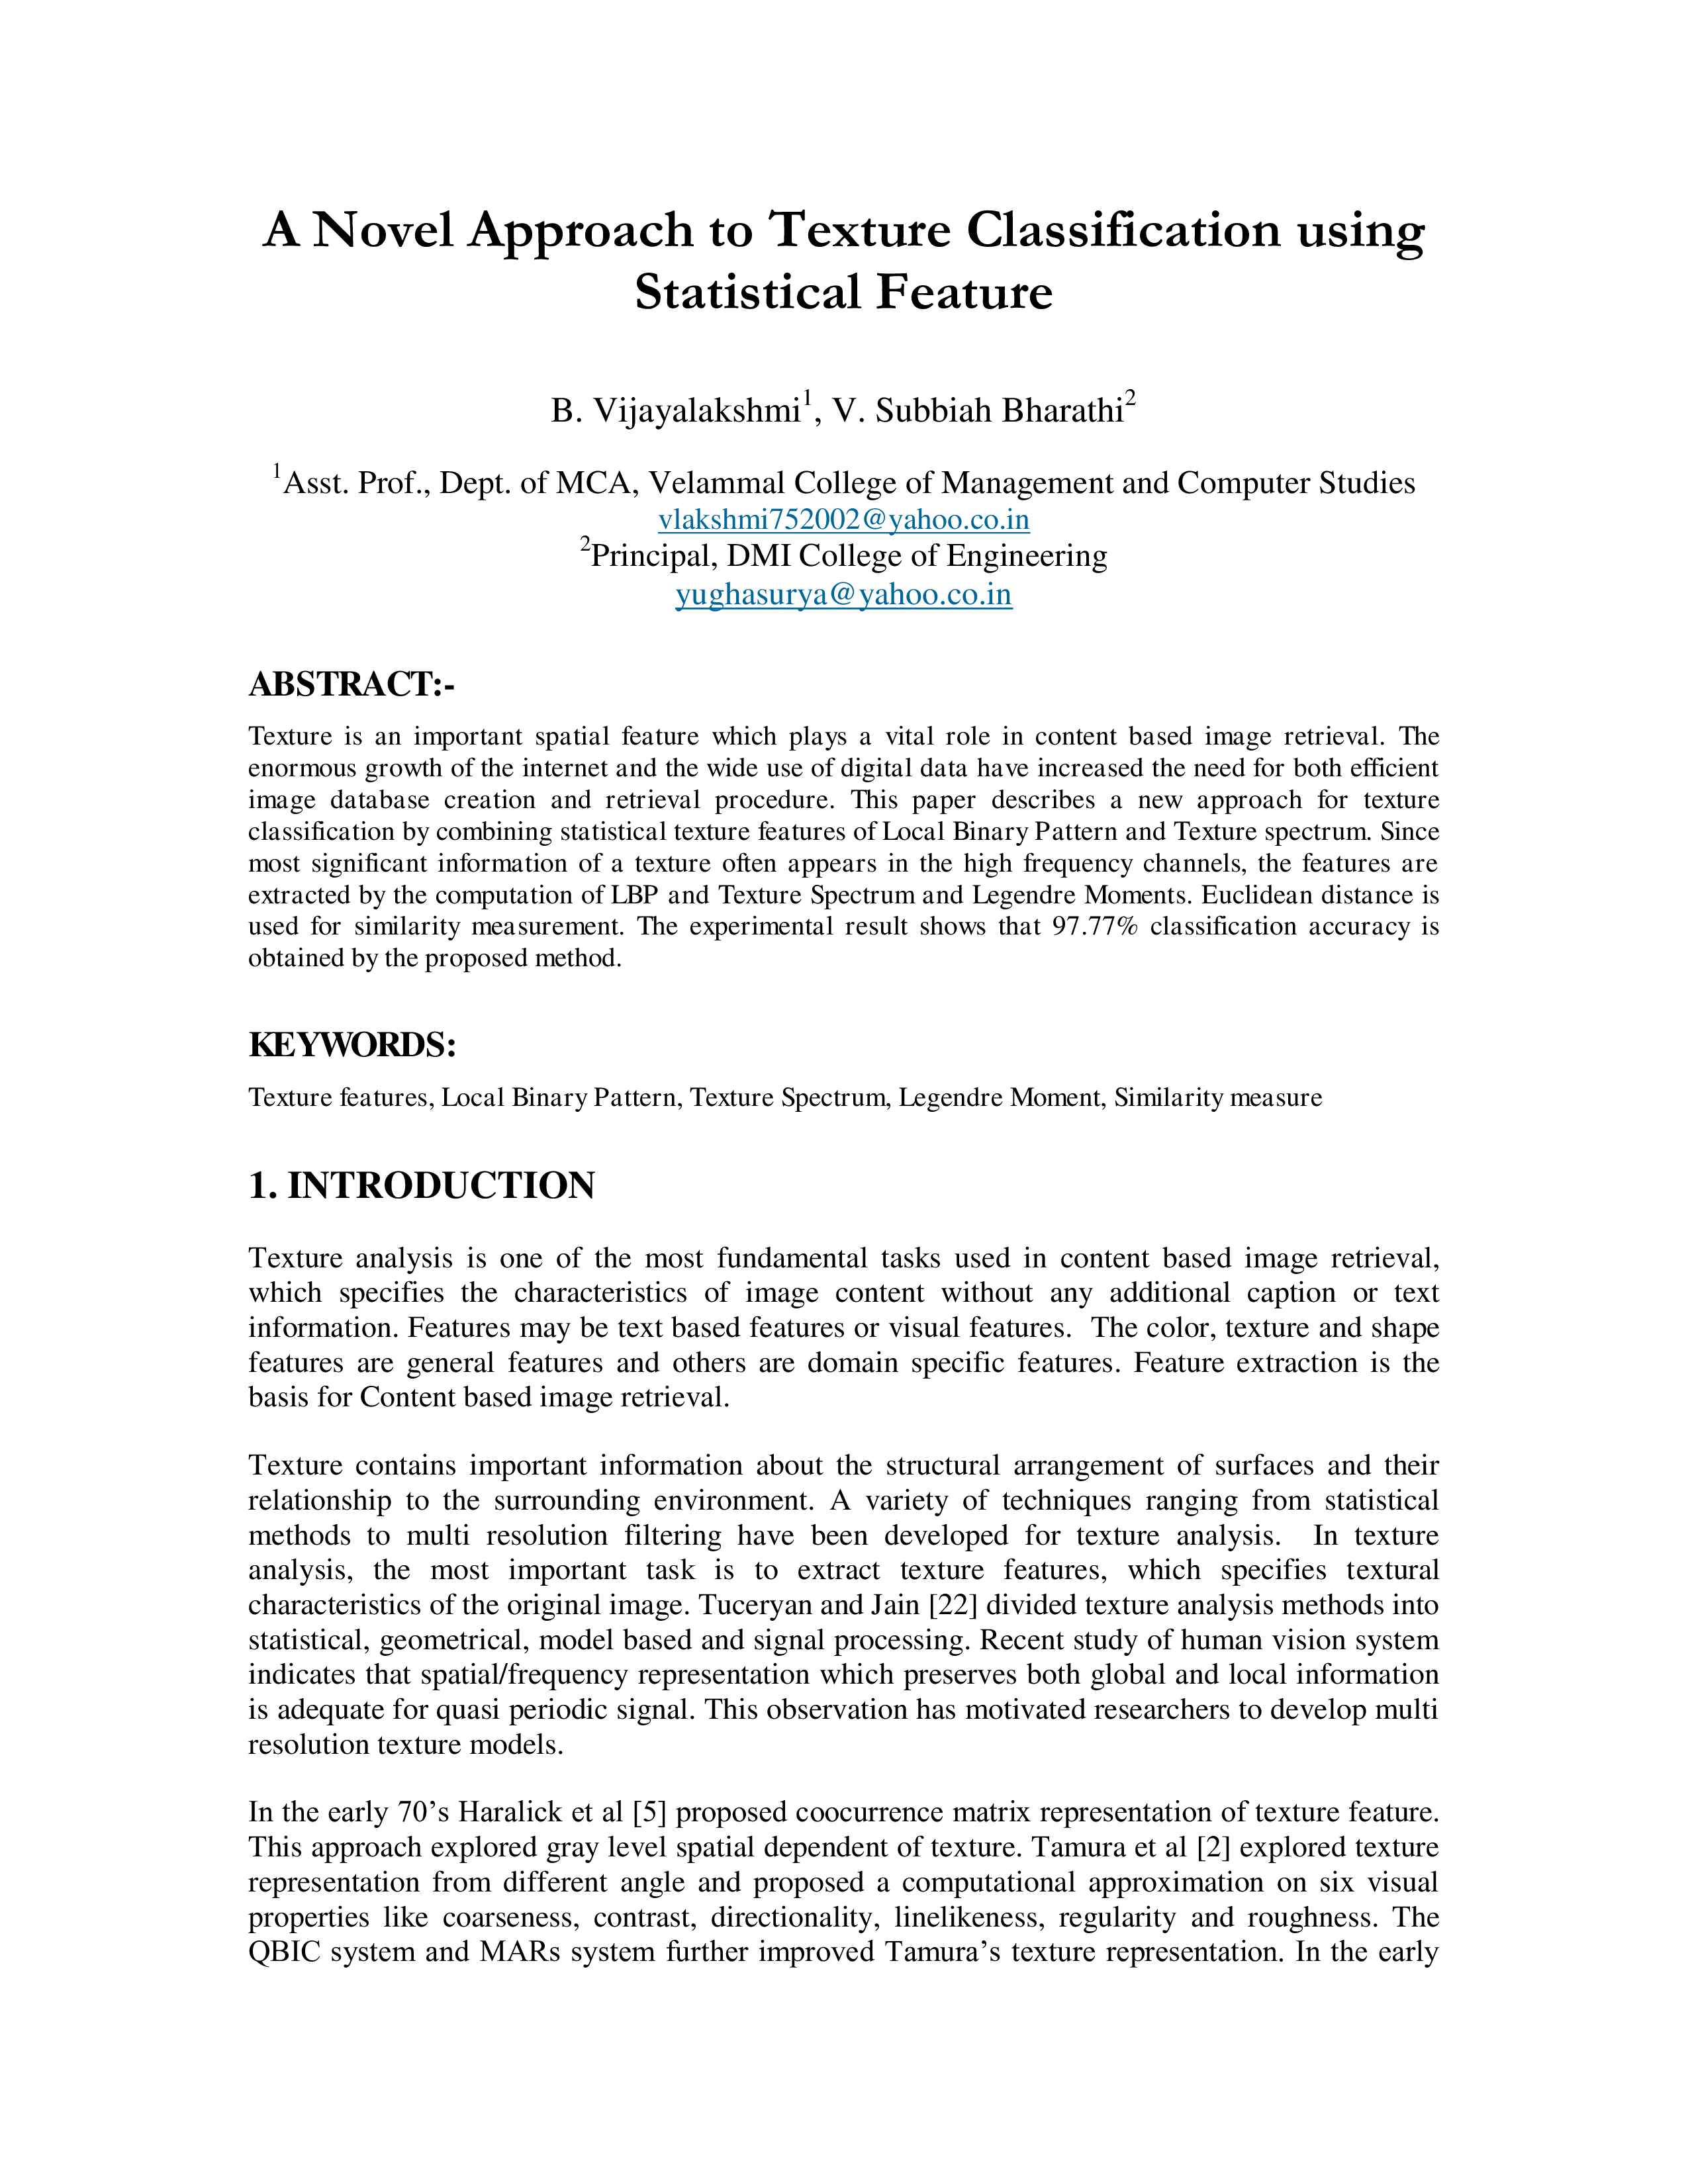 A Novel Approach to Texture Classification using
Statistical Feature
B. Vijayalakshmi1, V. Subbiah Bharathi2
1Asst. Prof., Dept. of MCA, Velammal College of Management and Computer Studies
vlakshmi752002@yahoo.co.in
2Principal, DMI College of Engineering
yughasurya@yahoo.co.in
ABSTRACT:-
Texture is an important spatial feature which plays a vital role in content based image retrieval. The
enormous growth of the internet and the wide use of digital data have increased the need for both efficient
image database creation and retrieval procedure. This paper describes a new approach for texture
classification by combining statistical texture features of Local Binary Pattern and Texture spectrum. Since
most significant information of a texture often appears in the high frequency channels, the features are
extracted by the computation of LBP and Texture Spectrum and Legendre Moments. Euclidean distance is
used for similarity measurement. The experimental result shows that 97.77% classification accuracy is
obtained by the proposed method.
KEYWORDS:
Texture features, Local Binary Pattern, Texture Spectrum, Legendre Moment, Similarity measure
1. INTRODUCTION
Texture analysis is one of the most fundamental tasks used in content based image retrieval,
which specifies the characteristics of image content without any additional caption or text
information. Features may be text based features or visual features. The color, texture and shape
features are general features and others are domain specific features. Feature extraction is the
basis for Content based image retrieval.
Texture contains important information about the structural arrangement of surfaces and their
relationship to the surrounding environment. A variety of techniques ranging from statistical
methods to multi resolution filtering have been developed for texture analysis. In texture
analysis, the most important task is to extract texture features, which specifies textural
characteristics of the original image. Tuceryan and Jain [22] divided texture analysis methods into
statistical, geometrical, model based and signal processing. Recent study of human vision system
indicates that spatial/frequency representation which preserves both global and local information
is adequate for quasi periodic signal. This observation has motivated researchers to develop multi
resolution texture models.
In the early 70’s Haralick et al [5] proposed coocurrence matrix representation of texture feature.
This approach explored gray level spatial dependent of texture. Tamura et al [2] explored texture
representation from different angle and proposed a computational approximation on six visual
properties like coarseness, contrast, directionality, linelikeness, regularity and roughness. The
QBIC system and MARs system further improved Tamura’s texture representation. In the early